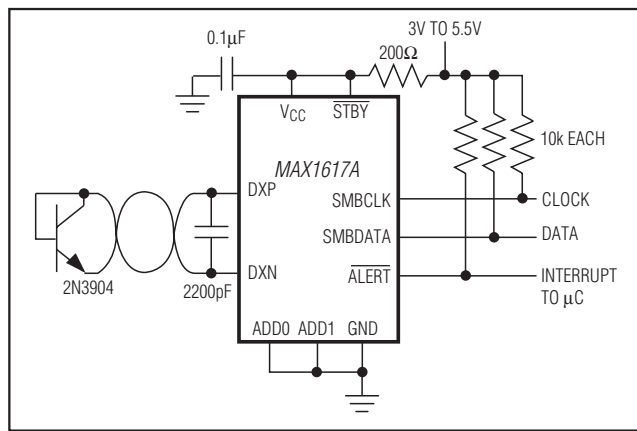 3V TO 5.5V
0.1µF
200Ω
VCC
STBY
10k EACH
MAX1617A
DXP
SMBCLK
CLOCK
SMBDATA
DATA
2N3904
2200pF
DXN
ALERT
INTERRUPT
TO µC
ADD0 ADD1 GND